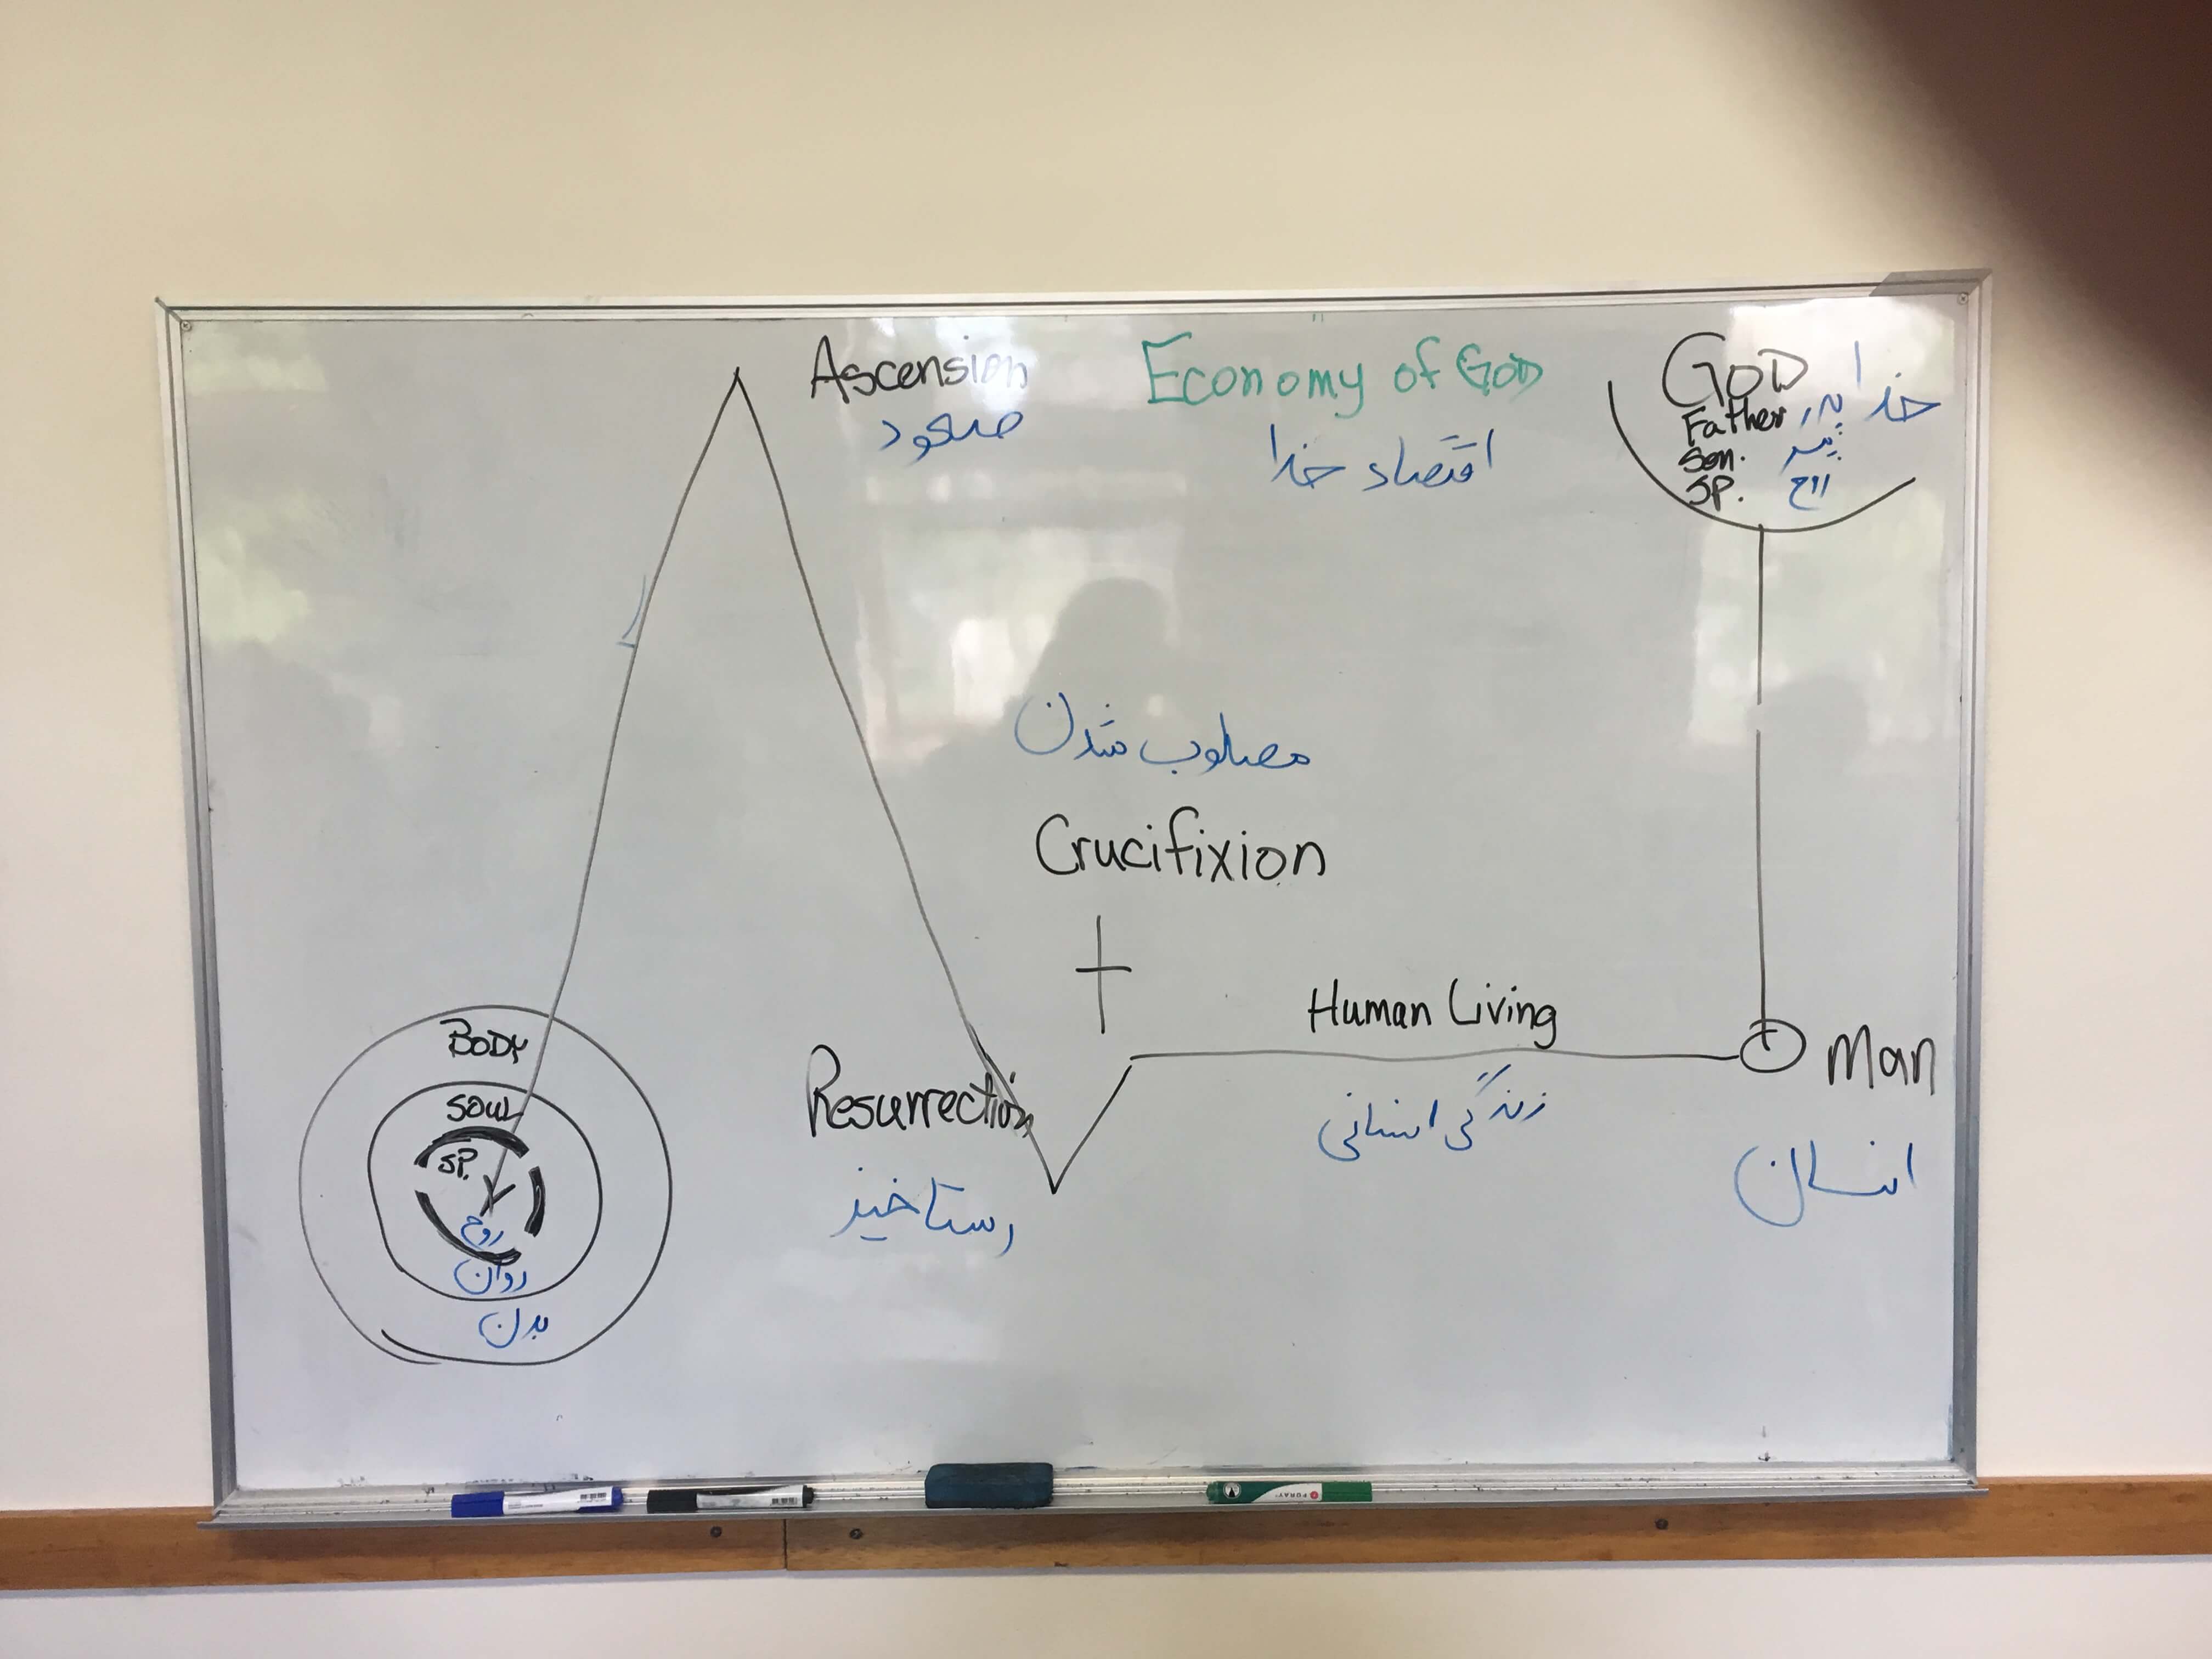 Ascension
صعود
Economy of GOD
اقتصاد خدا
GOD خدا
Father پدر
Son. پسر
SP. روح
مصلوب شدن
Crucifixion
Human Living
زندگی انسانی
Man
انسان
Resurrection
رستاخیز
BODY
SOUL
SP.
روح
روان
بدن
FORAY